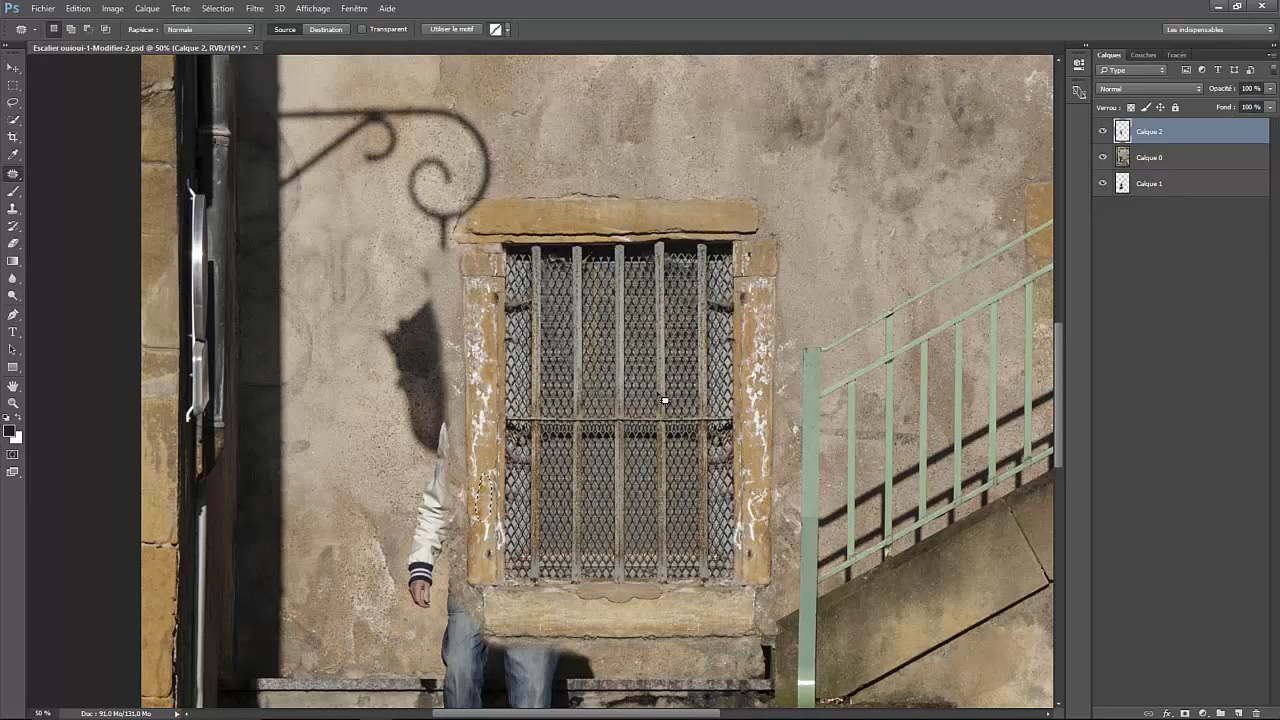 Ps Fichier Edition Image Calque Texte Sélection Filtre 3D Affichage Fenêtre Aide
Rapiécer : Normale Source Destination Transparent Utiliser le motif Les indispensables
Escalier ouioui-1-Modifier-2.psd @ 50% (Calque 2, RVB/16*) * ×
Calques Couches Tracés
Type
Normal Opacité : 100 %
Verrou : Fond : 100 %
Calque 2
Calque 0
Calque 1
T
fx
50 % Doc : 91,0 Mo/131,0 Mo